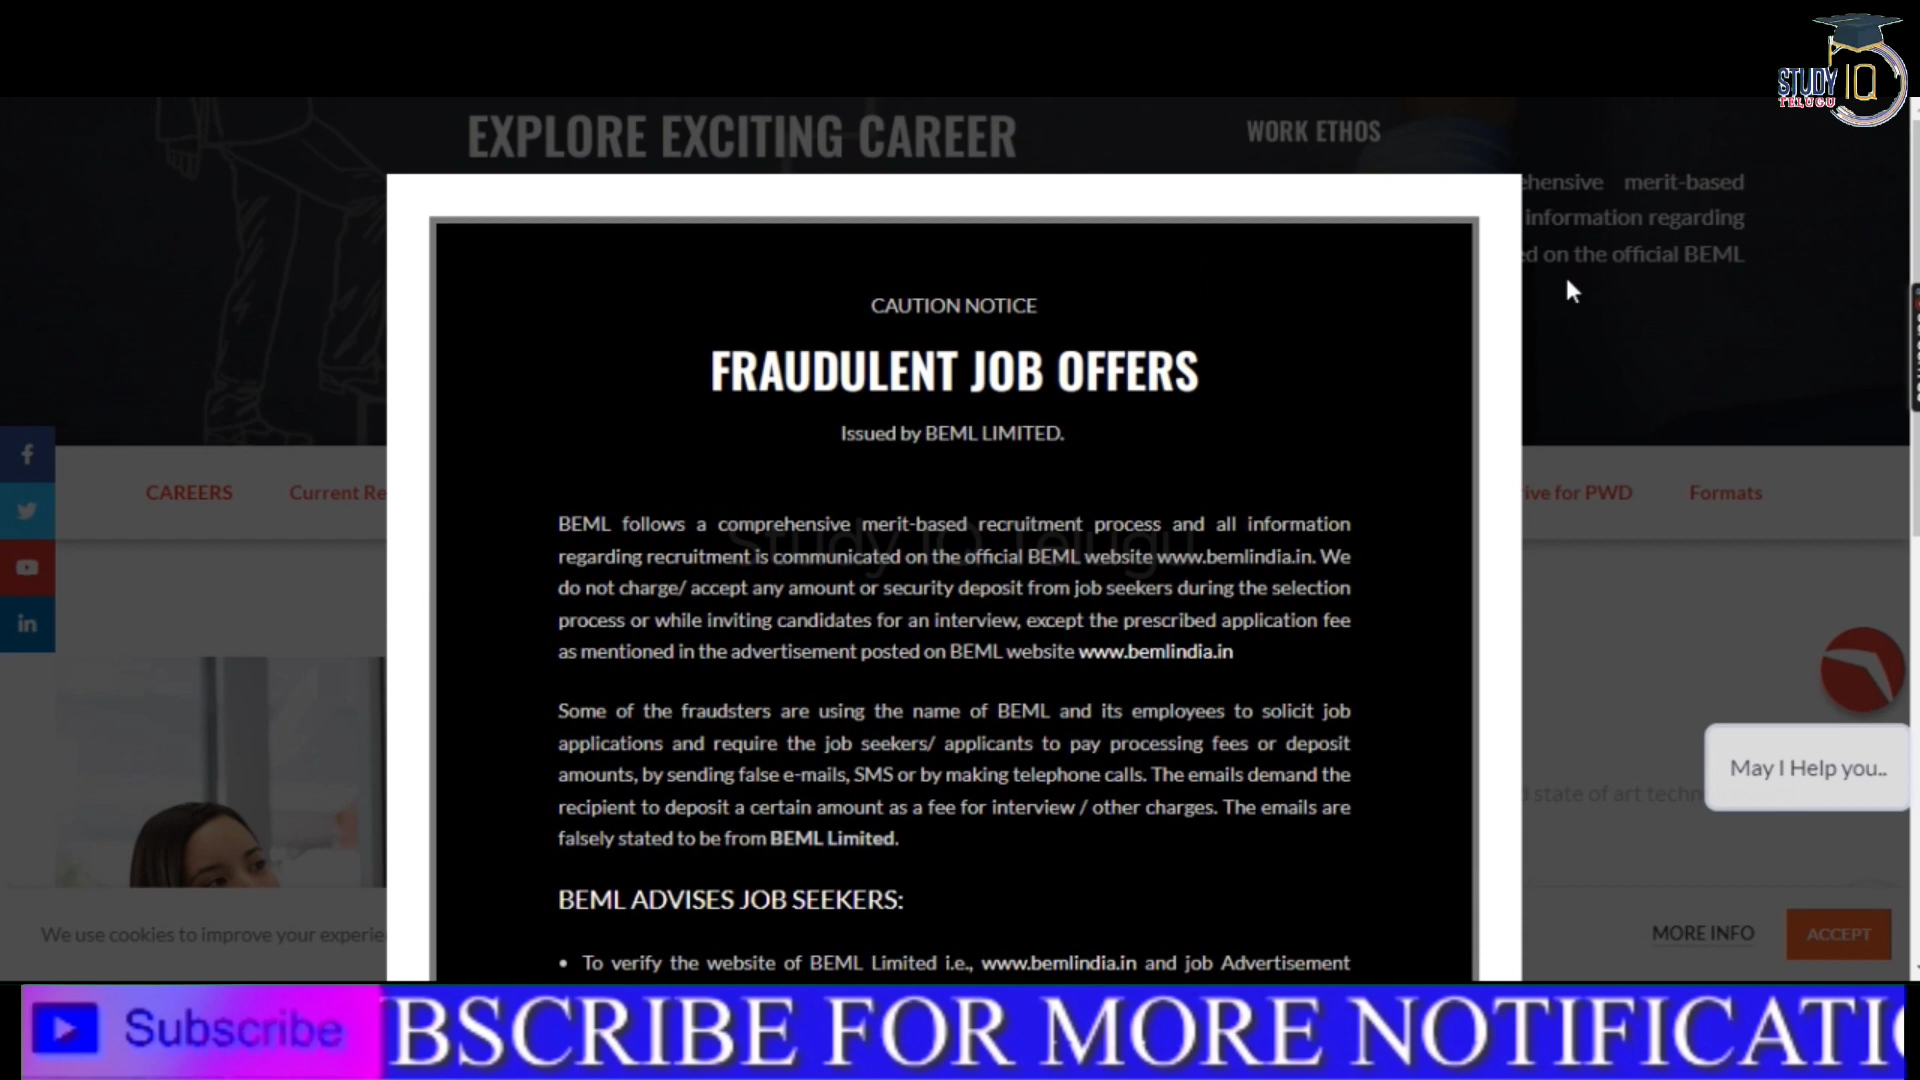 STUDY IQ
TELUGU
EXPLORE EXCITING CAREER
WORK ETHOS
hensive merit-based
information regarding
d on the official BEML
CAUTION NOTICE
FRAUDULENT JOB OFFERS
Issued by BEML LIMITED.
CAREERS
Current Re
ive for PWD
Formats
BEML follows a comprehensive merit-based recruitment process and all information
regarding recruitment is communicated on the official BEML website www.bemlindia.in. We
do not charge/ accept any amount or security deposit from job seekers during the selection
process or while inviting candidates for an interview, except the prescribed application fee
as mentioned in the advertisement posted on BEML website www.bemlindia.in
Study IQ Telugu
Some of the fraudsters are using the name of BEML and its employees to solicit job
applications and require the job seekers/ applicants to pay processing fees or deposit
amounts, by sending false e-mails, SMS or by making telephone calls. The emails demand the
recipient to deposit a certain amount as a fee for interview / other charges. The emails are
falsely stated to be from BEML Limited.
May I Help you..
state of art techn
BEML ADVISES JOB SEEKERS:
We use cookies to improve your experie
MORE INFO
ACCEPT
• To verify the website of BEML Limited i.e., www.bemlindia.in and job Advertisement
Subscribe
BSCRIBE FOR MORE NOTIFICATI